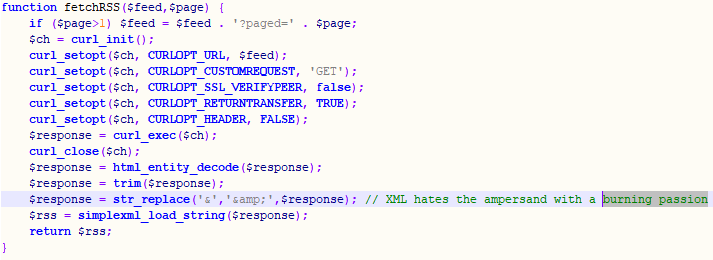 function fetchRSS($feed,$page) {
    if ($page>1) $feed = $feed . '?paged=' . $page;
    $ch = curl_init();
    curl_setopt($ch, CURLOPT_URL, $feed);
    curl_setopt($ch, CURLOPT_CUSTOMREQUEST, 'GET');
    curl_setopt($ch, CURLOPT_SSL_VERIFYPEER, false);
    curl_setopt($ch, CURLOPT_RETURNTRANSFER, TRUE);
    curl_setopt($ch, CURLOPT_HEADER, FALSE);
    $response = curl_exec($ch);
    curl_close($ch);
    $response = html_entity_decode($response);
    $response = trim($response);
    $response = str_replace('&','&amp;',$response); // XML hates the ampersand with a burning passion
    $rss = simplexml_load_string($response);
    return $rss;
}